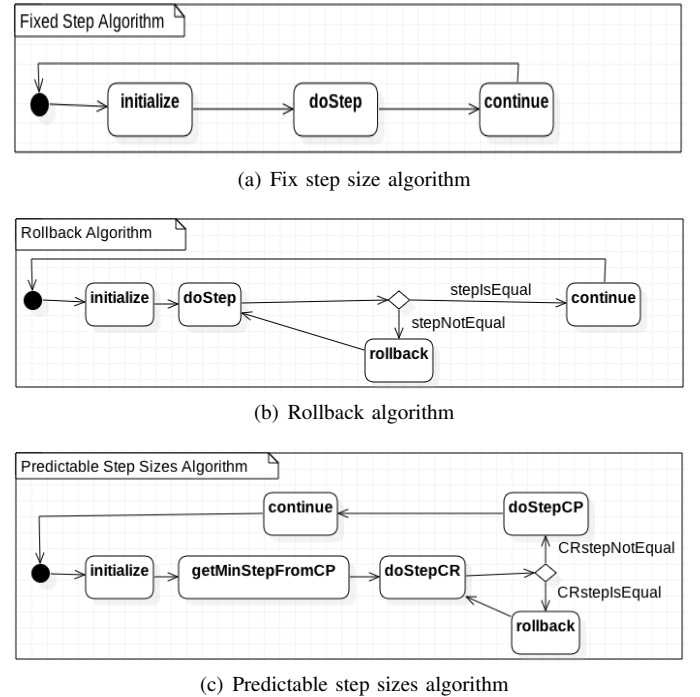 Fixed Step Algorithm
initialize
doStep
continue
(a) Fix step size algorithm
Rollback Algorithm
initialize
doStep
stepIsEqual
continue
stepNotEqual
rollback
(b) Rollback algorithm
Predictable Step Sizes Algorithm
continue
doStepCP
CRstepNotEqual
initialize
getMinStepFromCP
doStepCR
CRstepIsEqual
rollback
(c) Predictable step sizes algorithm